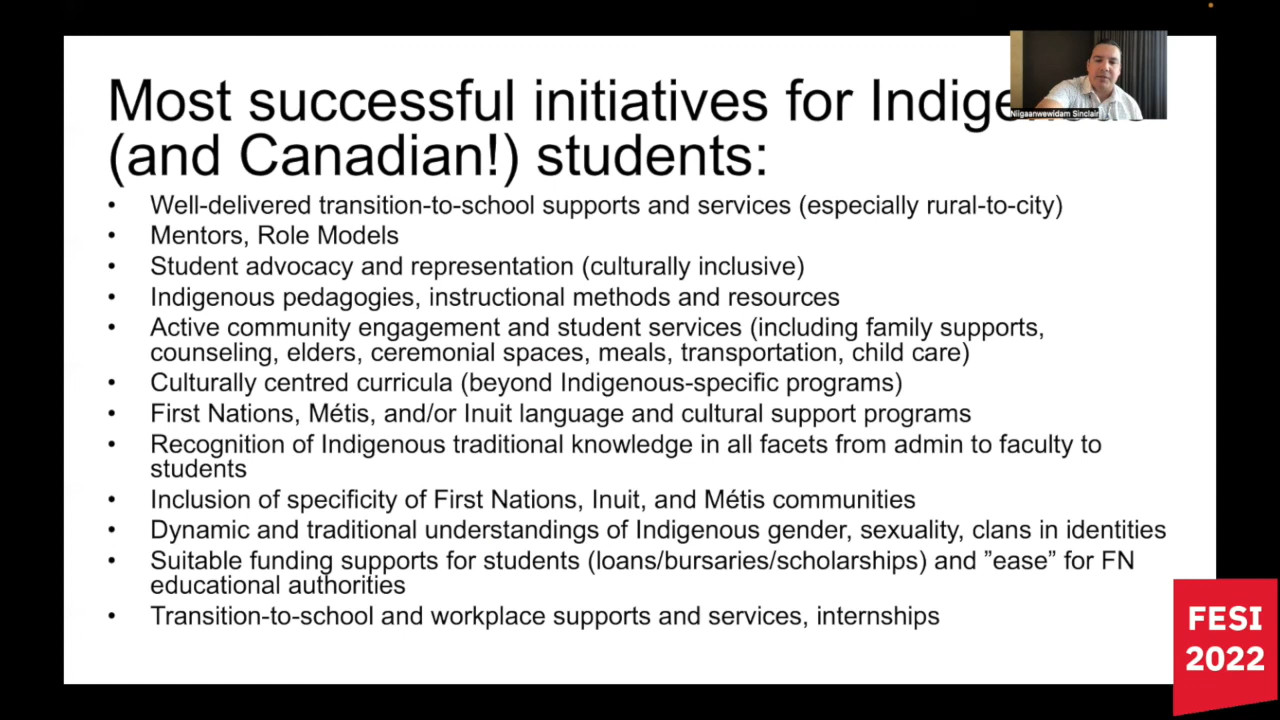 Most successful initiatives for Indige
(and Canadian!) students:
Niigaanwewidam Sinclair
• Well-delivered transition-to-school supports and services (especially rural-to-city)
• Mentors, Role Models
• Student advocacy and representation (culturally inclusive)
• Indigenous pedagogies, instructional methods and resources
• Active community engagement and student services (including family supports,
counseling, elders, ceremonial spaces, meals, transportation, child care)
• Culturally centred curricula (beyond Indigenous-specific programs)
• First Nations, Métis, and/or Inuit language and cultural support programs
• Recognition of Indigenous traditional knowledge in all facets from admin to faculty to
students
• Inclusion of specificity of First Nations, Inuit, and Métis communities
• Dynamic and traditional understandings of Indigenous gender, sexuality, clans in identities
• Suitable funding supports for students (loans/bursaries/scholarships) and ”ease” for FN
educational authorities
• Transition-to-school and workplace supports and services, internships
FESI
2022